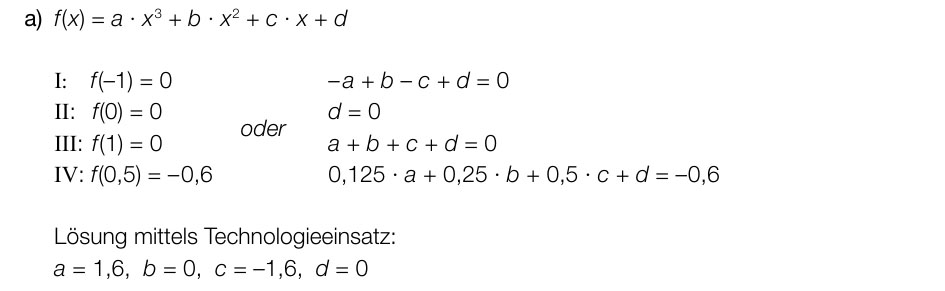 a) f(x) = a · x³ + b · x² + c · x + d
I: f(–1) = 0 –a + b – c + d = 0
II: f(0) = 0 d = 0
oder
III: f(1) = 0 a + b + c + d = 0
IV: f(0,5) = –0,6 0,125 · a + 0,25 · b + 0,5 · c + d = –0,6
Lösung mittels Technologieeinsatz:
a = 1,6, b = 0, c = –1,6, d = 0